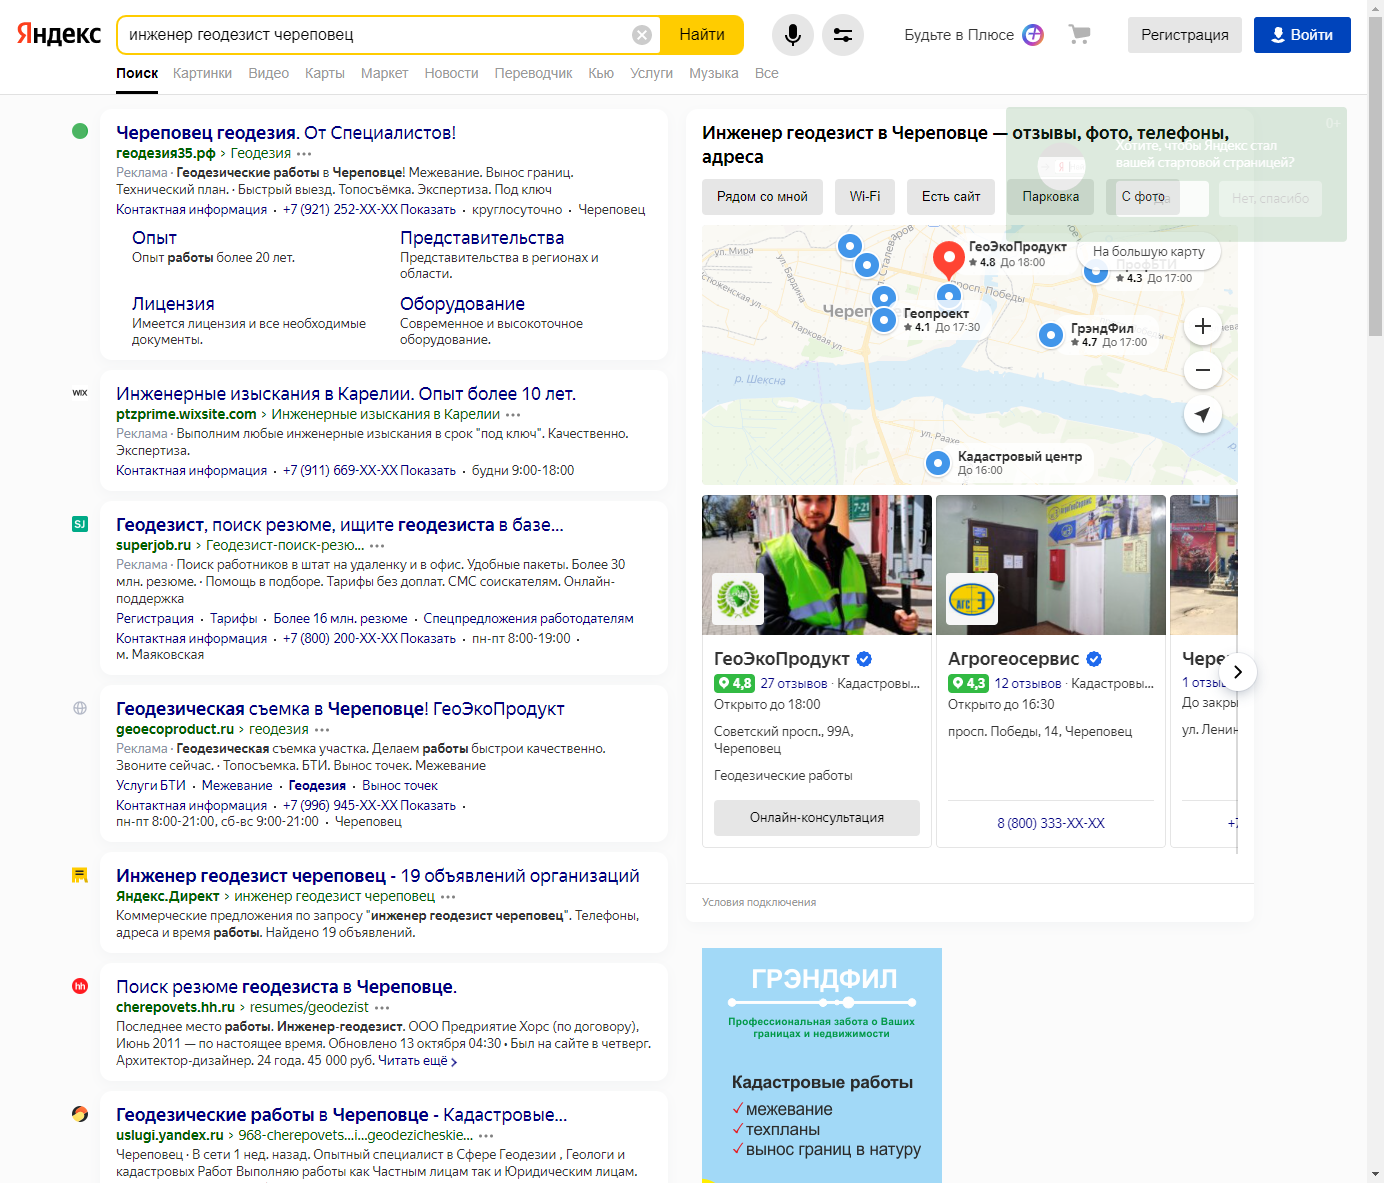 Яндекс
инженер геодезист череповец
Найти
Будьте в Плюсе
Регистрация
Войти
Поиск Картинки Видео Карты Маркет Новости Переводчик Кью Услуги Музыка Все
Череповец геодезия. От Специалистов!
геодезия35.рф > Геодезия
Реклама · Геодезические работы в Череповце! Межевание. Вынос границ.
Технический план. · Быстрый выезд. Топосъёмка. Экспертиза. Под ключ
Контактная информация · +7 (921) 252-XX-XX Показать · круглосуточно · Череповец
Опыт
Опыт работы более 20 лет.
Представительства
Представительства в регионах и
области.
Лицензия
Имеется лицензия и все необходимые
документы.
Оборудование
Современное и высокоточное
оборудование.
WIX
Инженерные изыскания в Карелии. Опыт более 10 лет.
ptzprime.wixsite.com > Инженерные изыскания в Карелии
Реклама · Выполним любые инженерные изыскания в срок "под ключ". Качественно.
Экспертиза.
Контактная информация · +7 (911) 669-XX-XX Показать · будни 9:00-18:00
SJ
Геодезист, поиск резюме, ищите геодезиста в базе...
superjob.ru > Геодезист-поиск-резю...
Реклама · Поиск работников в штат на удаленку и в офис. Удобные пакеты. Более 30
млн. резюме. · Помощь в подборе. Тарифы без доплат. СМС соискателям. Онлайн-
поддержка
Регистрация · Тарифы · Более 16 млн. резюме · Спецпредложения работодателям
Контактная информация · +7 (800) 200-XX-XX Показать · пн-пт 8:00-19:00 ·
м. Маяковская
Геодезическая съемка в Череповце! ГеоЭкоПродукт
geoecoproduct.ru > геодезия
Реклама · Геодезическая съемка участка. Делаем работы быстрои качественно.
Звоните сейчас. · Топосъемка. БТИ. Вынос точек. Межевание
Услуги БТИ · Межевание · Геодезия · Вынос точек
Контактная информация · +7 (996) 945-XX-XX Показать ·
пн-пт 8:00-21:00, сб-вс 9:00-21:00 · Череповец
Инженер геодезист череповец - 19 объявлений организаций
Яндекс.Директ > инженер геодезист череповец
Коммерческие предложения по запросу "инженер геодезист череповец". Телефоны,
адреса и время работы. Найдено 19 объявлений.
hh
Поиск резюме геодезиста в Череповце.
cherepovets.hh.ru > resumes/geodezist
Последнее место работы. Инженер-геодезист. ООО Предриятие Хорс (по договору),
Июнь 2011 — по настоящее время. Обновлено 13 октября 04:30 • Был на сайте в четверг.
Архитектор-дизайнер. 24 года. 45 000 руб. Читать ещё >
Геодезические работы в Череповце - Кадастровые...
uslugi.yandex.ru > 968-cherepovets...i...geodezicheskie...
Череповец · В сети 1 нед. назад. Опытный специалист в Сфере Геодезии , Геологи и
кадастровых Работ Выполняю работы как Частным лицам так и Юридическим лицам.
Инженер геодезист в Череповце — отзывы, фото, телефоны,
адреса
0+
Хотите, чтобы Яндекс стал
вашей стартовой страницей?
Да
Нет, спасибо
Рядом со мной
Wi-Fi
Есть сайт
Парковка
С фото
На большую карту
ул. Мира
ул. Бардина
Парковая ул.
просп. Победы
р. Шексна
ГеоЭкоПродукт
4.8 До 18:00
ПрофБТИ
4.3 До 17:00
Геопроект
4.1 До 17:30
ГрэндФил
4.7 До 17:00
Кадастровый центр
До 16:00
7-21
АГС
ГеоЭкоПродукт
4,8 27 отзывов · Кадастровы...
Открыто до 18:00
Советский просп., 99А,
Череповец
Геодезические работы
Онлайн-консультация
Агрогеосервис
4,3 12 отзывов · Кадастровы...
Открыто до 16:30
просп. Победы, 14, Череповец
8 (800) 333-XX-XX
Чере
1 отзы
До закры
ул. Ленин
+7
Условия подключения
ГРЭНДФИЛ
Профессиональная забота о Ваших
границах и недвижимости
Кадастровые работы
межевание
техпланы
вынос границ в натуру